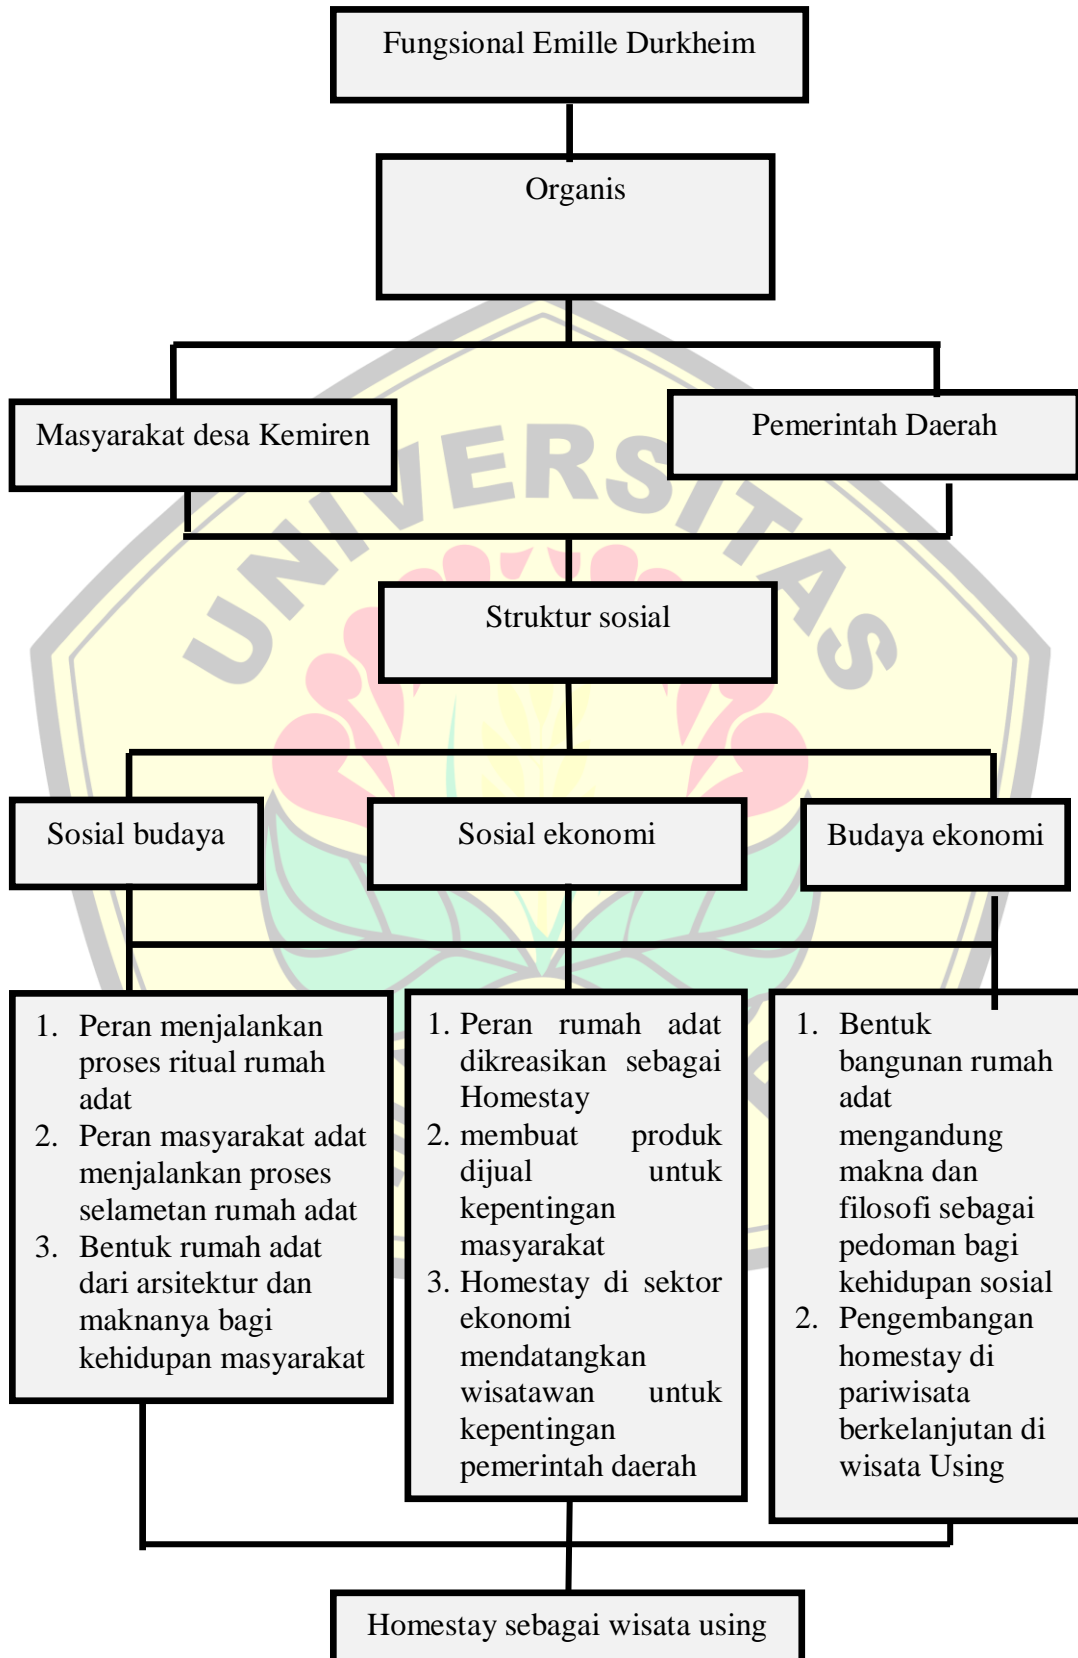 Fungsional Emille Durkheim
Organis
Masyarakat desa Kemiren
Pemerintah Daerah
UNIVERSITAS
Struktur sosial
Sosial budaya
Sosial ekonomi
Budaya ekonomi
1. Peran menjalankan
proses ritual rumah
adat
2. Peran masyarakat adat
menjalankan proses
selametan rumah adat
3. Bentuk rumah adat
dari arsitektur dan
maknanya bagi
kehidupan masyarakat
1. Peran rumah adat
dikreasikan sebagai
Homestay
2. membuat produk
dijual untuk
kepentingan
masyarakat
3. Homestay di sektor
ekonomi
mendatangkan
wisatawan untuk
kepentingan
pemerintah daerah
1. Bentuk
bangunan rumah
adat
mengandung
makna dan
filosofi sebagai
pedoman bagi
kehidupan sosial
2. Pengembangan
homestay di
pariwisata
berkelanjutan di
wisata Using
Homestay sebagai wisata using